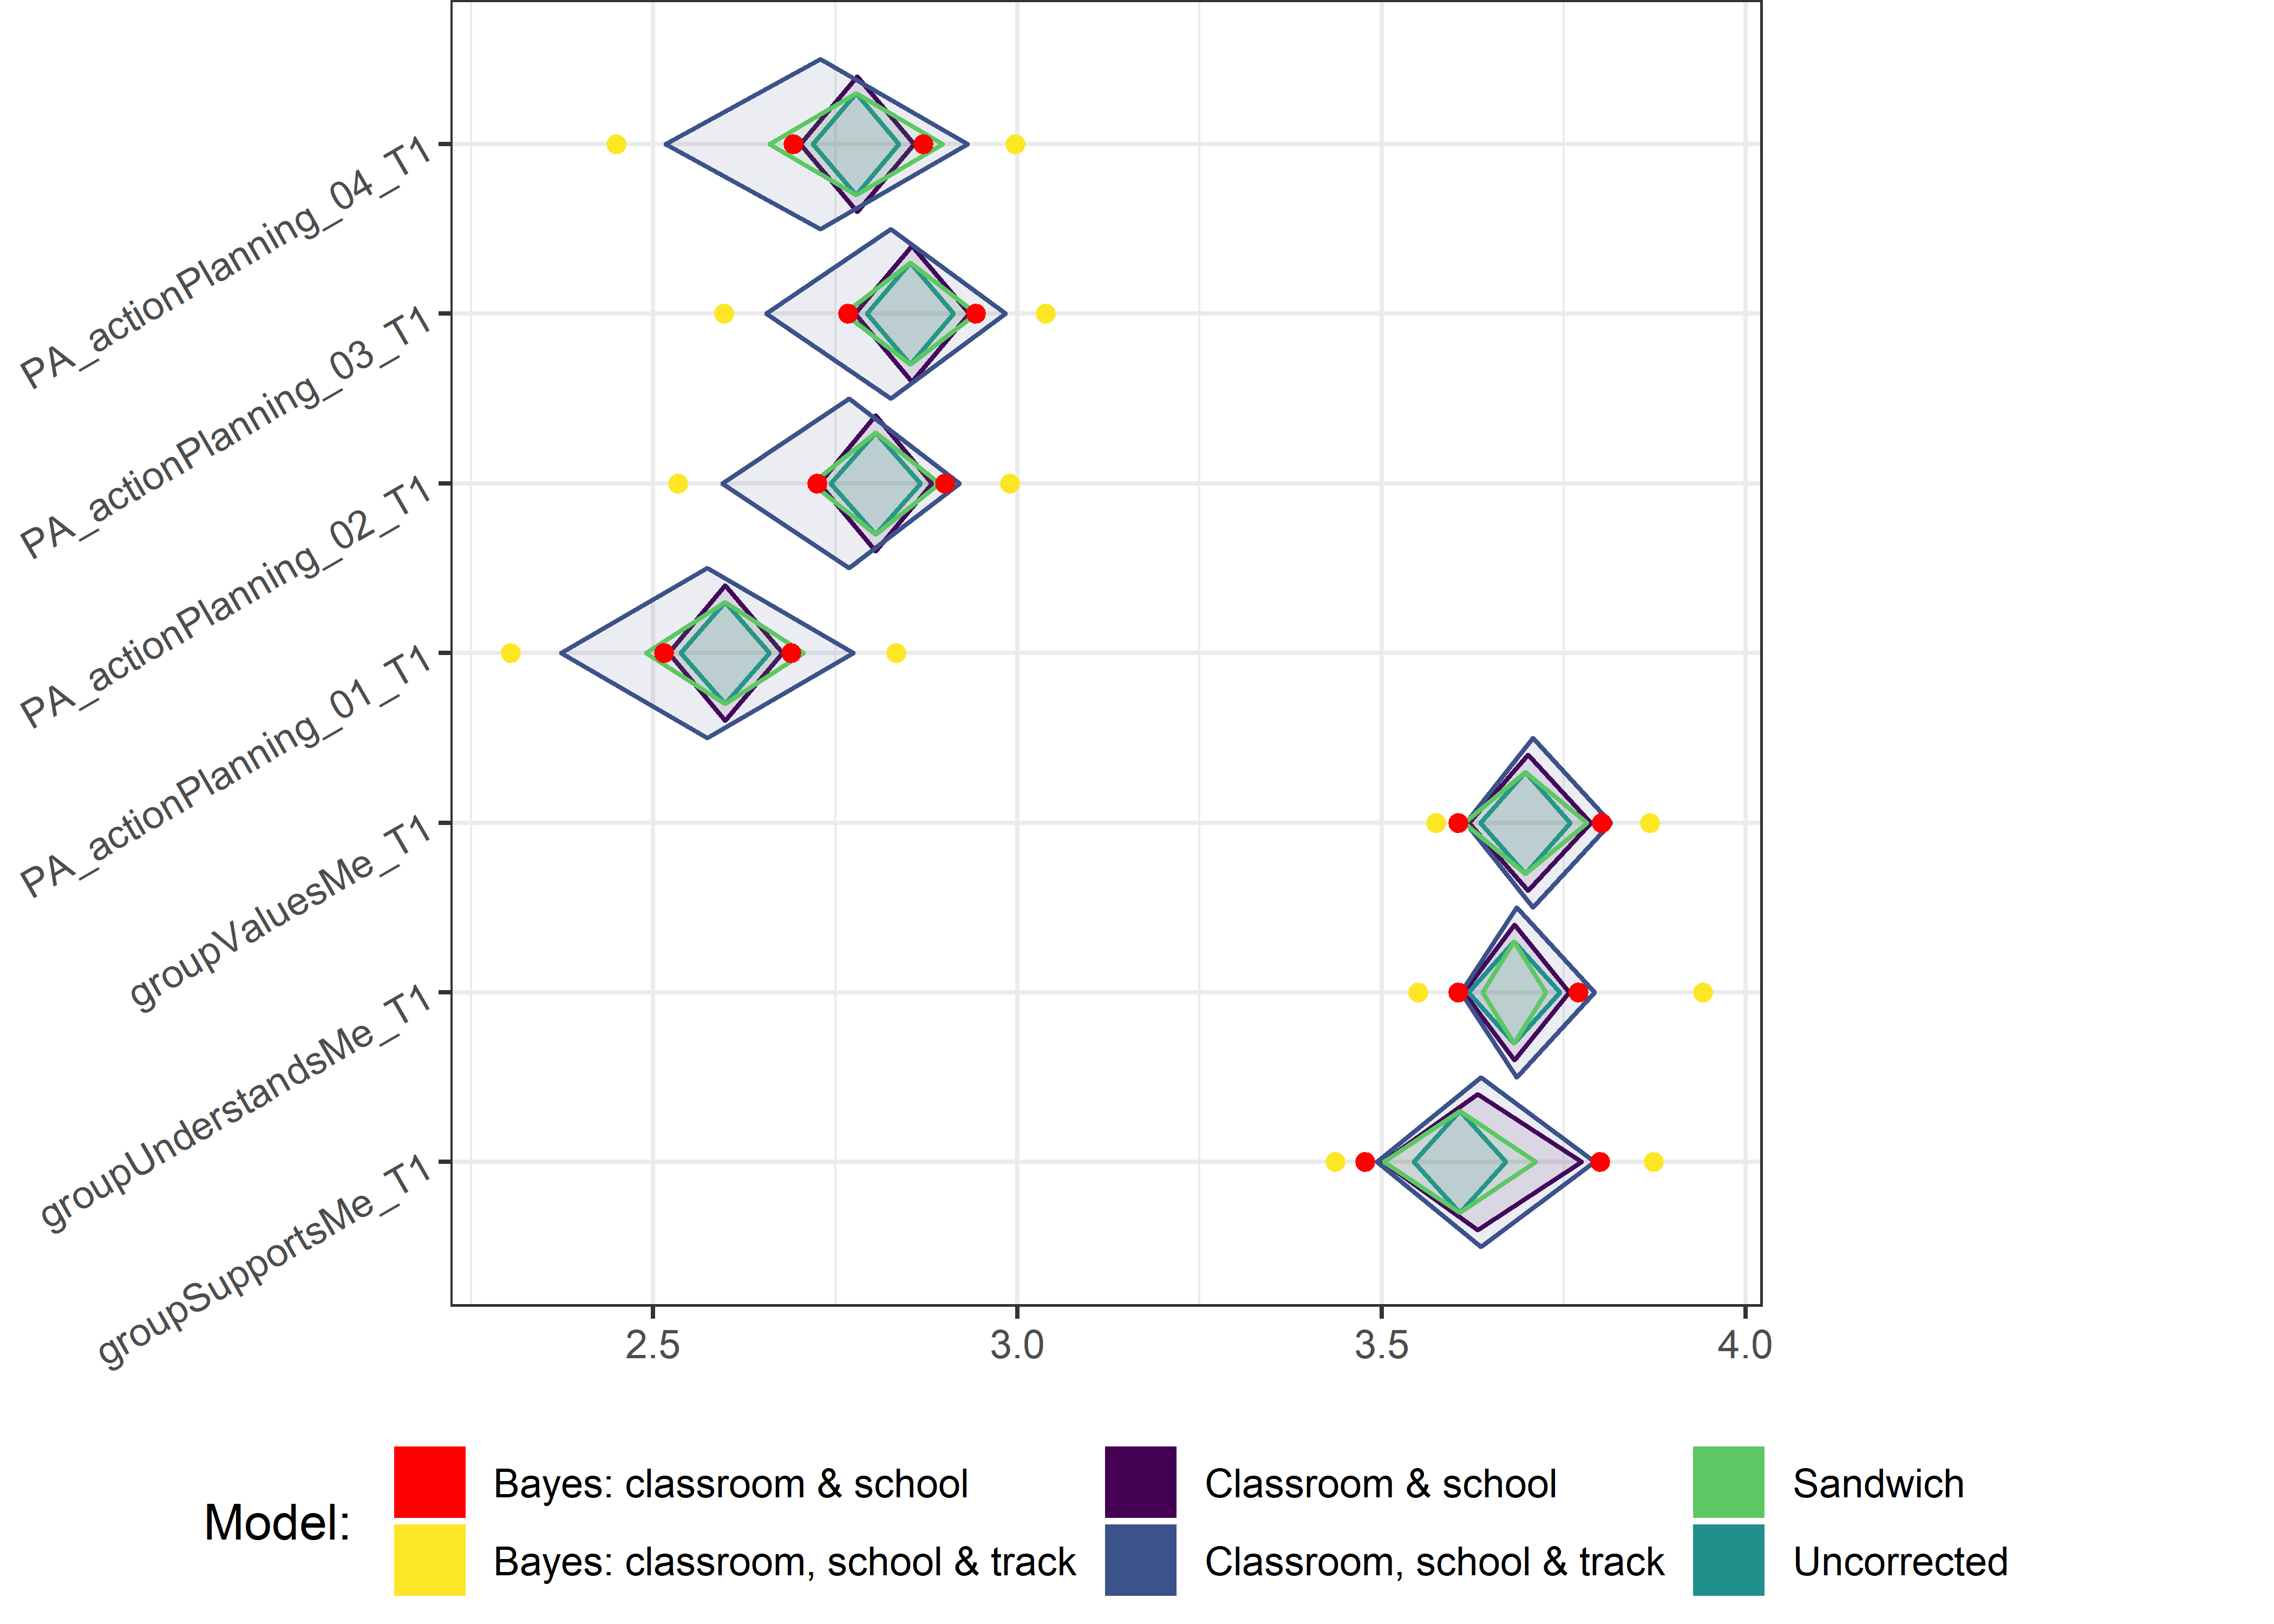 PA_actionPlanning_04_T1
PA_actionPlanning_03_T1
PA_actionPlanning_02_T1
PA_actionPlanning_01_T1
groupValuesMe_T1
groupUnderstandsMe_T1
groupSupportsMe_T1
2.5 3.0 3.5 4.0
Model:
Bayes: classroom & school Classroom & school Sandwich
Bayes: classroom, school & track Classroom, school & track Uncorrected